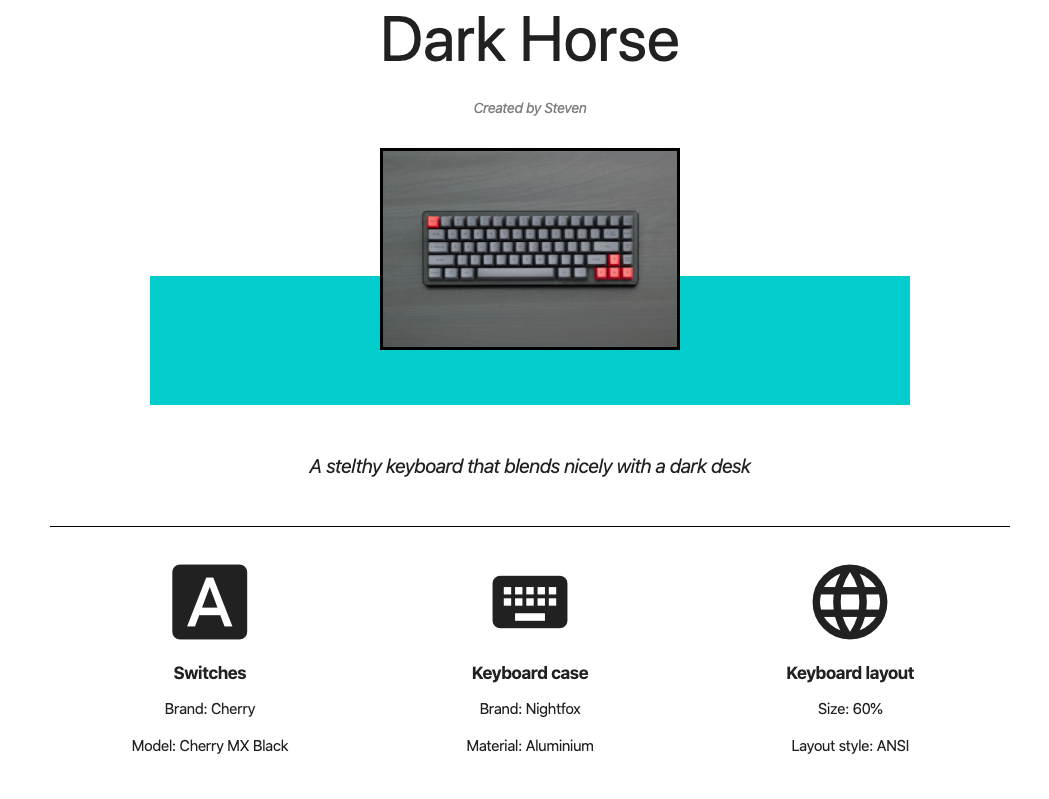 Dark Horse
Created by Steven
A stelthy keyboard that blends nicely with a dark desk
A
Switches
Keyboard case
Keyboard layout
Brand: Cherry
Brand: Nightfox
Size: 60%
Model: Cherry MX Black
Material: Aluminium
Layout style: ANSI